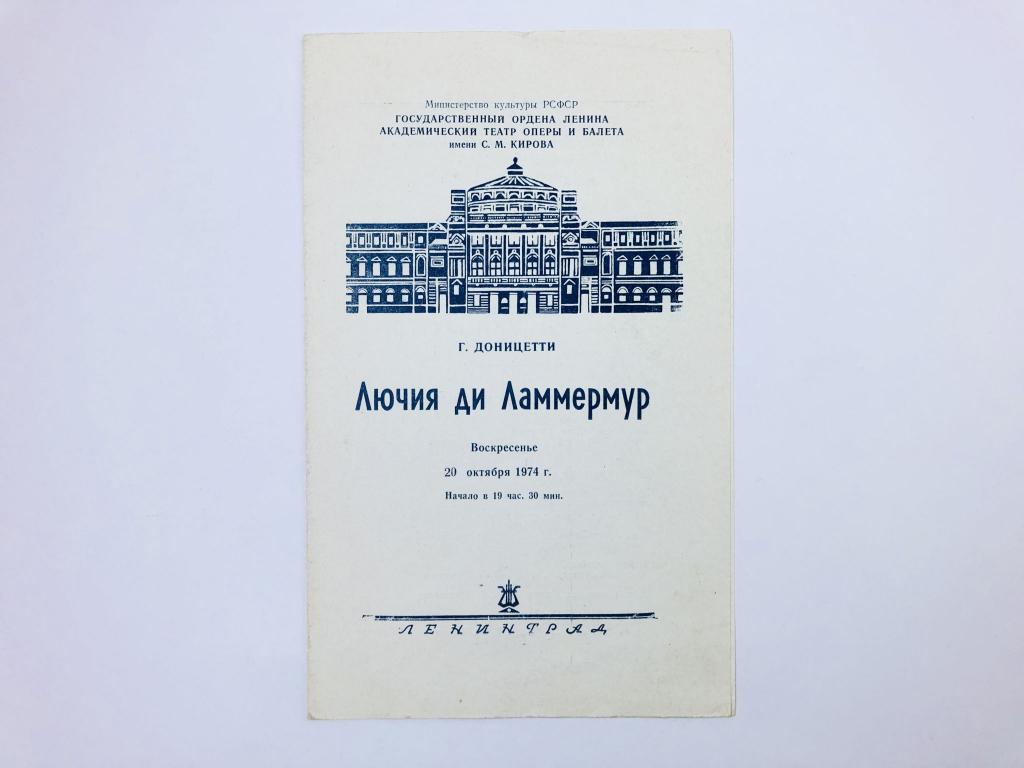 Министерство культуры РСФСР
ГОСУДАРСТВЕННЫЙ ОРДЕНА ЛЕНИНА
АКАДЕМИЧЕСКИЙ ТЕАТР ОПЕРЫ И БАЛЕТА
имени С. М. КИРОВА
Г. ДОНИЦЕТТИ
Лючия ди Ламмермур
Воскресенье
20 октября 1974 г.
Начало в 19 час. 30 мин.
ЛЕНИНГРАД